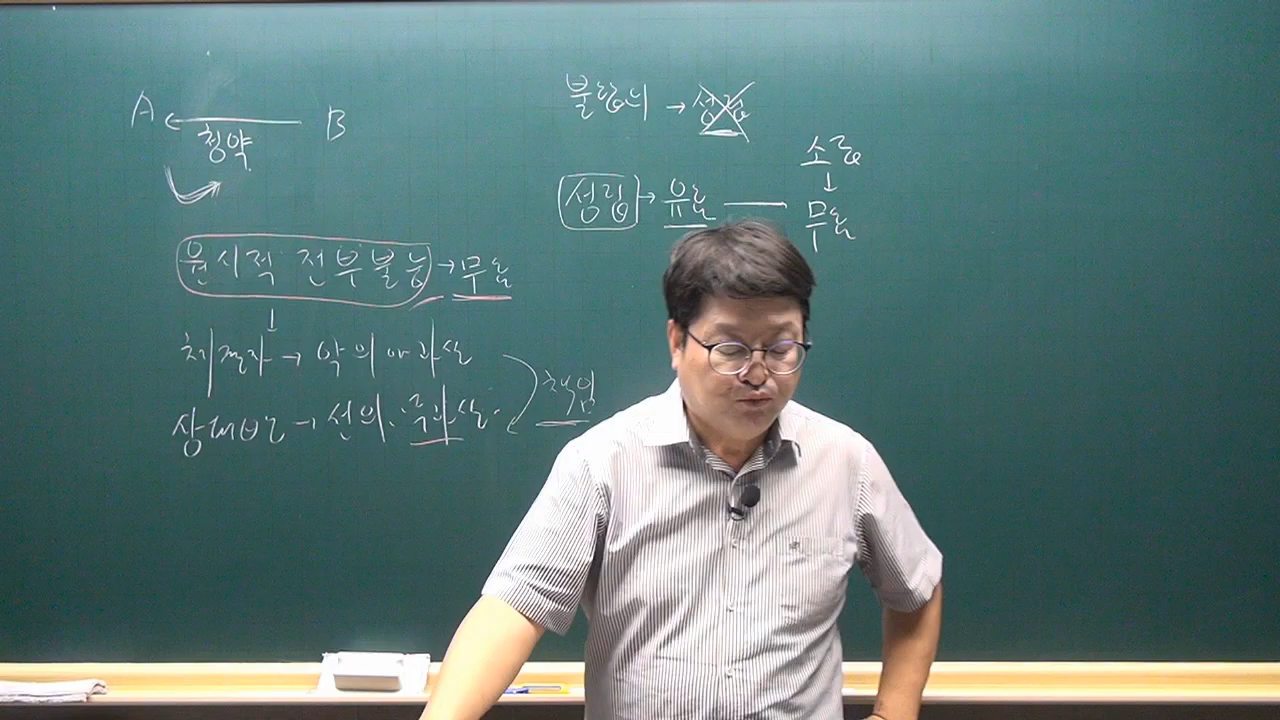 A ← B
청약
원시적 전부불능 → 무효
↓
체결자 → 악의 or 과실
상대방 → 선의·무과실·
책임
불합의 → 성립
성립 → 유효 —
소급
↓
무효